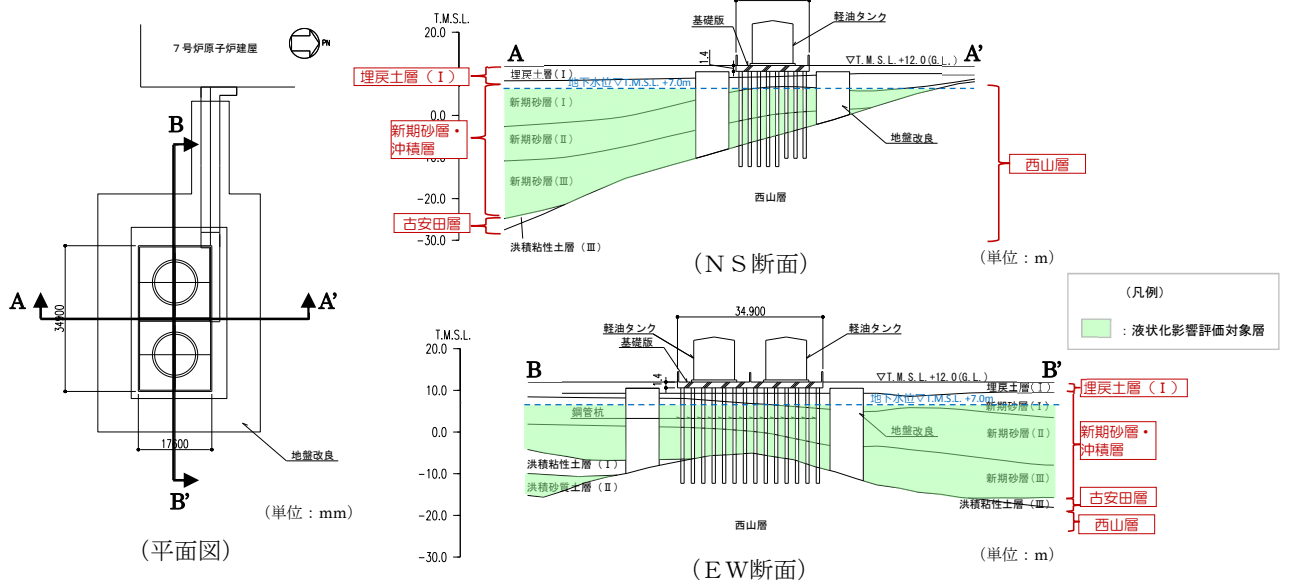 ７号炉原子炉建屋
PN
B
A
A'
34900
17600
B'
地盤改良
(単位：mm)
(平面図)
T.M.S.L.
20.0
0.0
-20.0
-30.0
A
A'
基礎版
軽油タンク
1.4
▽T.M.S.L.+12.0(G.L.)
埋戻土層（Ⅰ）
埋戻土層(Ⅰ)
地下水位▽T.M.S.L.+7.0m
新期砂層・
沖積層
新期砂層(Ⅰ)
新期砂層(Ⅱ)
新期砂層(Ⅲ)
地盤改良
西山層
西山層
古安田層
洪積粘性土層(Ⅲ)
(ＮＳ断面)
(単位：m)
(凡例)
：液状化影響評価対象層
T.M.S.L.
20.0
10.0
0.0
-10.0
-20.0
-30.0
34.900
軽油タンク
基礎版
軽油タンク
B
B'
1.4
▽T.M.S.L.+12.0(G.L.)
埋戻土層(Ⅰ)
埋戻土層（Ⅰ）
地下水位▽T.M.S.L.+7.0m
新期砂層(Ⅰ)
鋼管杭
地盤改良
新期砂層(Ⅱ)
新期砂層・
沖積層
洪積粘性土層(Ⅰ)
洪積砂質土層(Ⅱ)
新期砂層(Ⅲ)
洪積粘性土層(Ⅲ)
古安田層
西山層
西山層
(単位：m)
(ＥＷ断面)